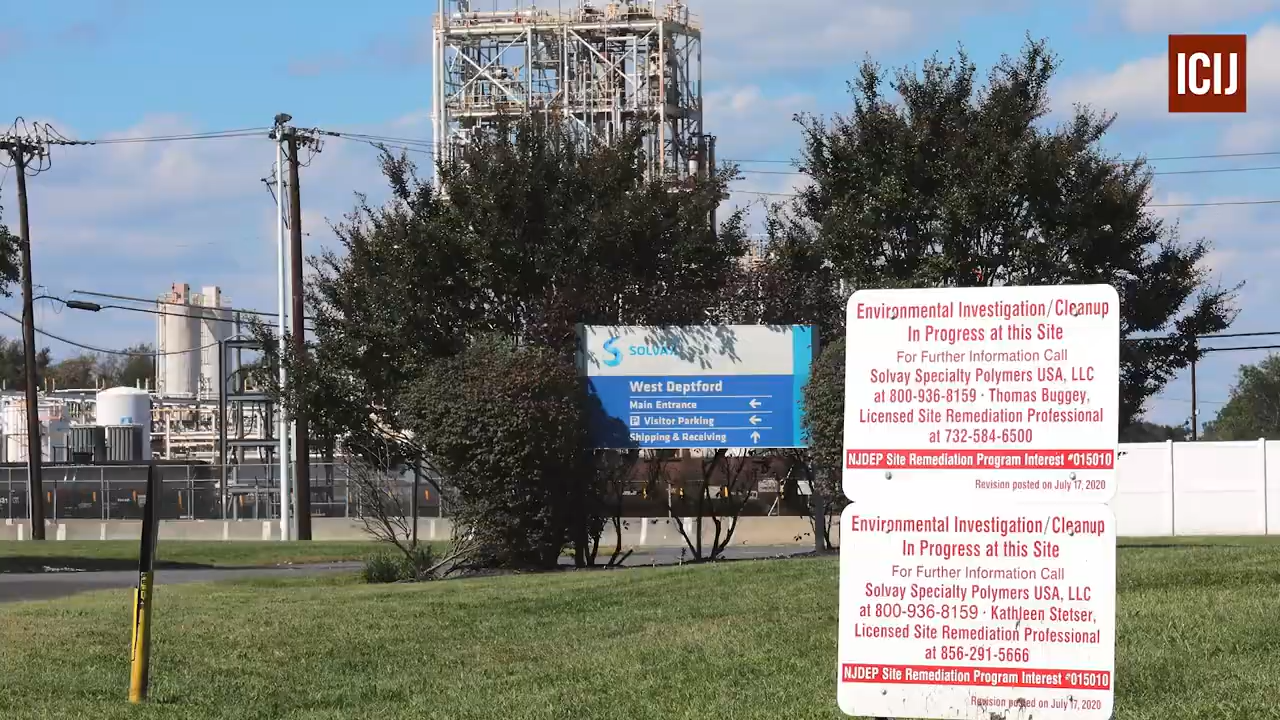 ICIJ
SOLVAY
West Deptford
Main Entrance ←
P Visitor Parking ←
Shipping & Receiving ↑
Environmental Investigation/Cleanup
In Progress at this Site
For Further Information Call
Solvay Specialty Polymers USA, LLC
at 800-936-8159 · Thomas Buggey,
Licensed Site Remediation Professional
at 732-584-6500
NJDEP Site Remediation Program Interest #015010
Revision posted on July 17, 2020
Environmental Investigation/Cleanup
In Progress at this Site
For Further Information Call
Solvay Specialty Polymers USA, LLC
at 800-936-8159 · Kathleen Stetser,
Licensed Site Remediation Professional
at 856-291-5666
NJDEP Site Remediation Program Interest #015010
Revision posted on July 17, 2020